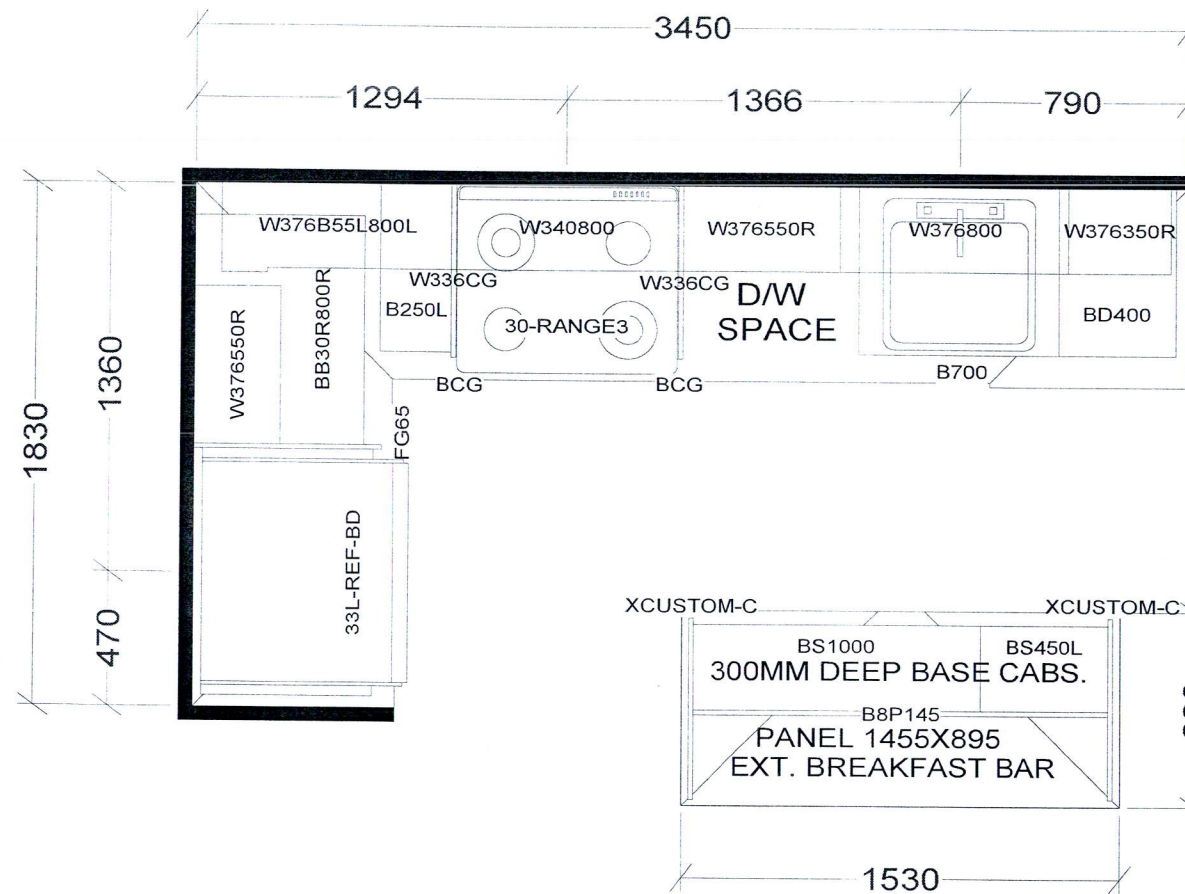 3450
1294
1366
790
W376B55L800L
W340800
W376550R
W376800
W376350R
W336CG
W336CG
B250L
30-RANGE3
D/W
SPACE
BD400
BB30R800R
W376550R
BCG
BCG
B700
FG65
1830
1360
470
33L-REF-BD
XCUSTOM-C
XCUSTOM-C
BS1000
BS450L
300MM DEEP BASE CABS.
B8P145
PANEL 1455X895
EXT. BREAKFAST BAR
1530